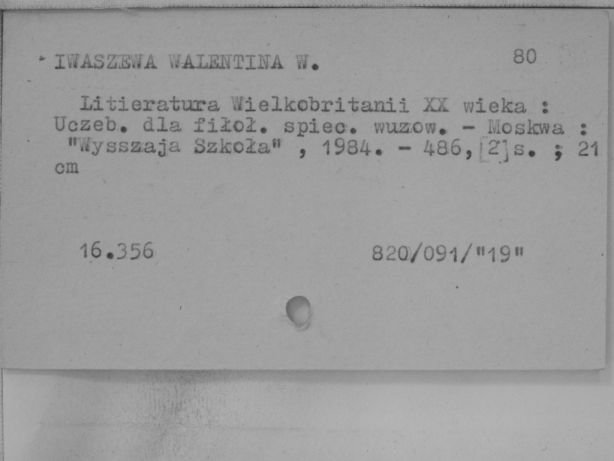 IWASZEWA WALENTINA W. 80
Litieratura Wielkobritanii XX wieka :
Uczeb. dla fiłoł. spiec. wuzow. - Moskwa :
"Wysszaja Szkoła" , 1984. - 486,[2]s. ; 21
cm
16.356 820/091/"19"